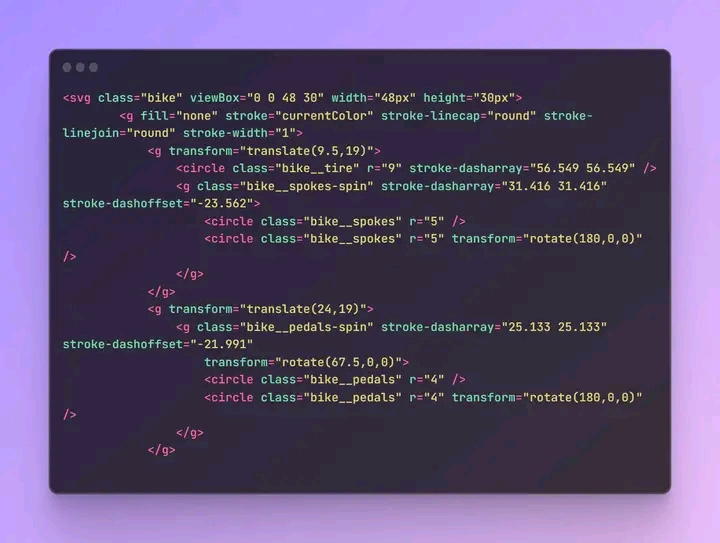 <svg class="bike" viewBox="0 0 48 30" width="48px" height="30px">
        <g fill="none" stroke="currentColor" stroke-linecap="round" stroke-
linejoin="round" stroke-width="1">
            <g transform="translate(9.5,19)">
                <circle class="bike__tire" r="9" stroke-dasharray="56.549 56.549" />
                <g class="bike__spokes-spin" stroke-dasharray="31.416 31.416"
stroke-dashoffset="-23.562">
                    <circle class="bike__spokes" r="5" />
                    <circle class="bike__spokes" r="5" transform="rotate(180,0,0)"
/>
                </g>
            </g>
            <g transform="translate(24,19)">
                <g class="bike__pedals-spin" stroke-dasharray="25.133 25.133"
stroke-dashoffset="-21.991"
                    transform="rotate(67.5,0,0)">
                    <circle class="bike__pedals" r="4" />
                    <circle class="bike__pedals" r="4" transform="rotate(180,0,0)"
/>
                </g>
            </g>